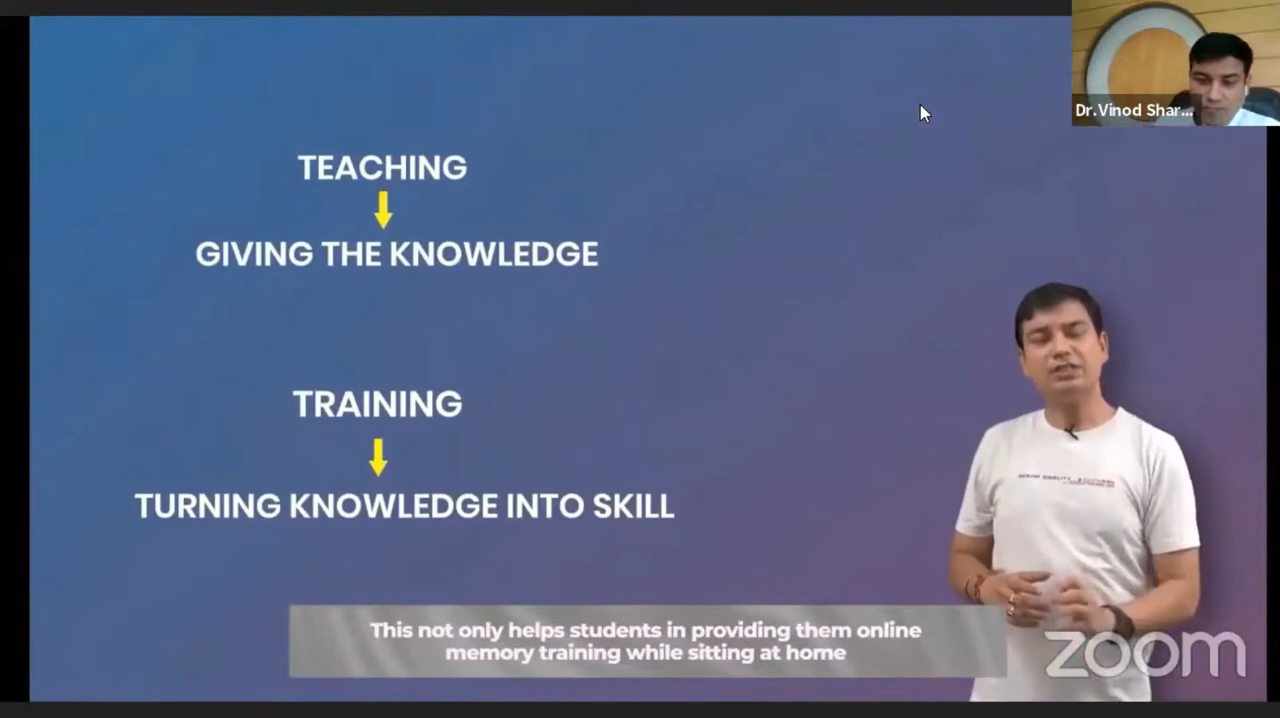 Dr.Vinod Shar...
TEACHING
GIVING THE KNOWLEDGE
TRAINING
TURNING KNOWLEDGE INTO SKILL
This not only helps students in providing them online
memory training while sitting at home
zoom